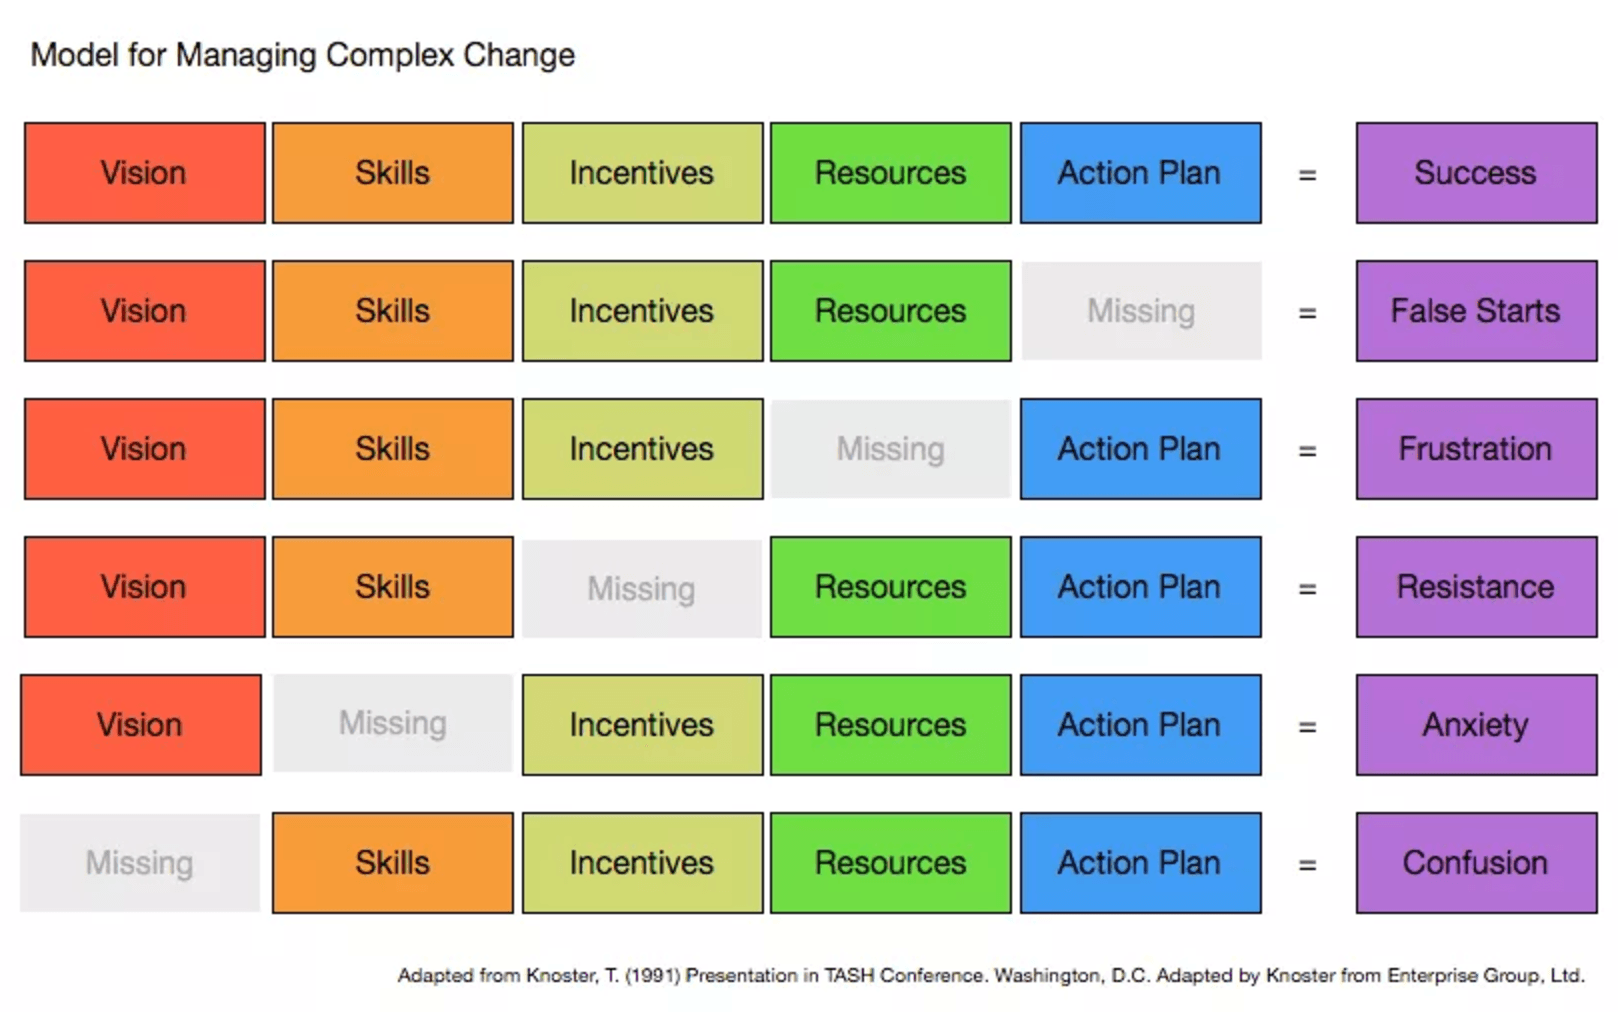 Model for Managing Complex Change
Vision Skills Incentives Resources Action Plan = Success
Vision Skills Incentives Resources Missing = False Starts
Vision Skills Incentives Missing Action Plan = Frustration
Vision Skills Missing Resources Action Plan = Resistance
Vision Missing Incentives Resources Action Plan = Anxiety
Missing Skills Incentives Resources Action Plan = Confusion
Adapted from Knoster, T. (1991) Presentation in TASH Conference. Washington, D.C. Adapted by Knoster from Enterprise Group, Ltd.